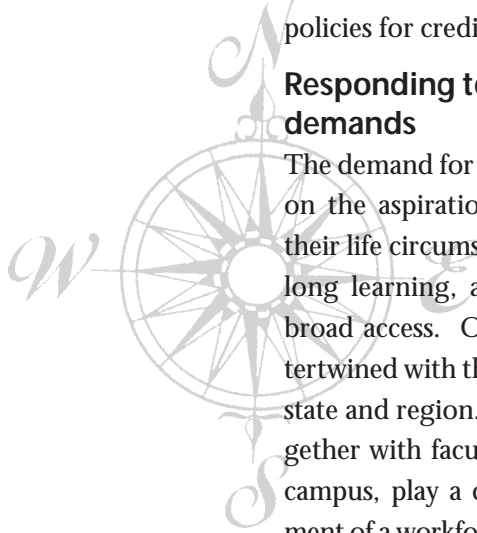 N
policies for credi
Responding to
demands
The demand for
on the aspiratio
their life circums
W
long learning, a
E
broad access. C
tertwined with th
state and region.
gether with facu
campus, play a c
S
ment of a workfo